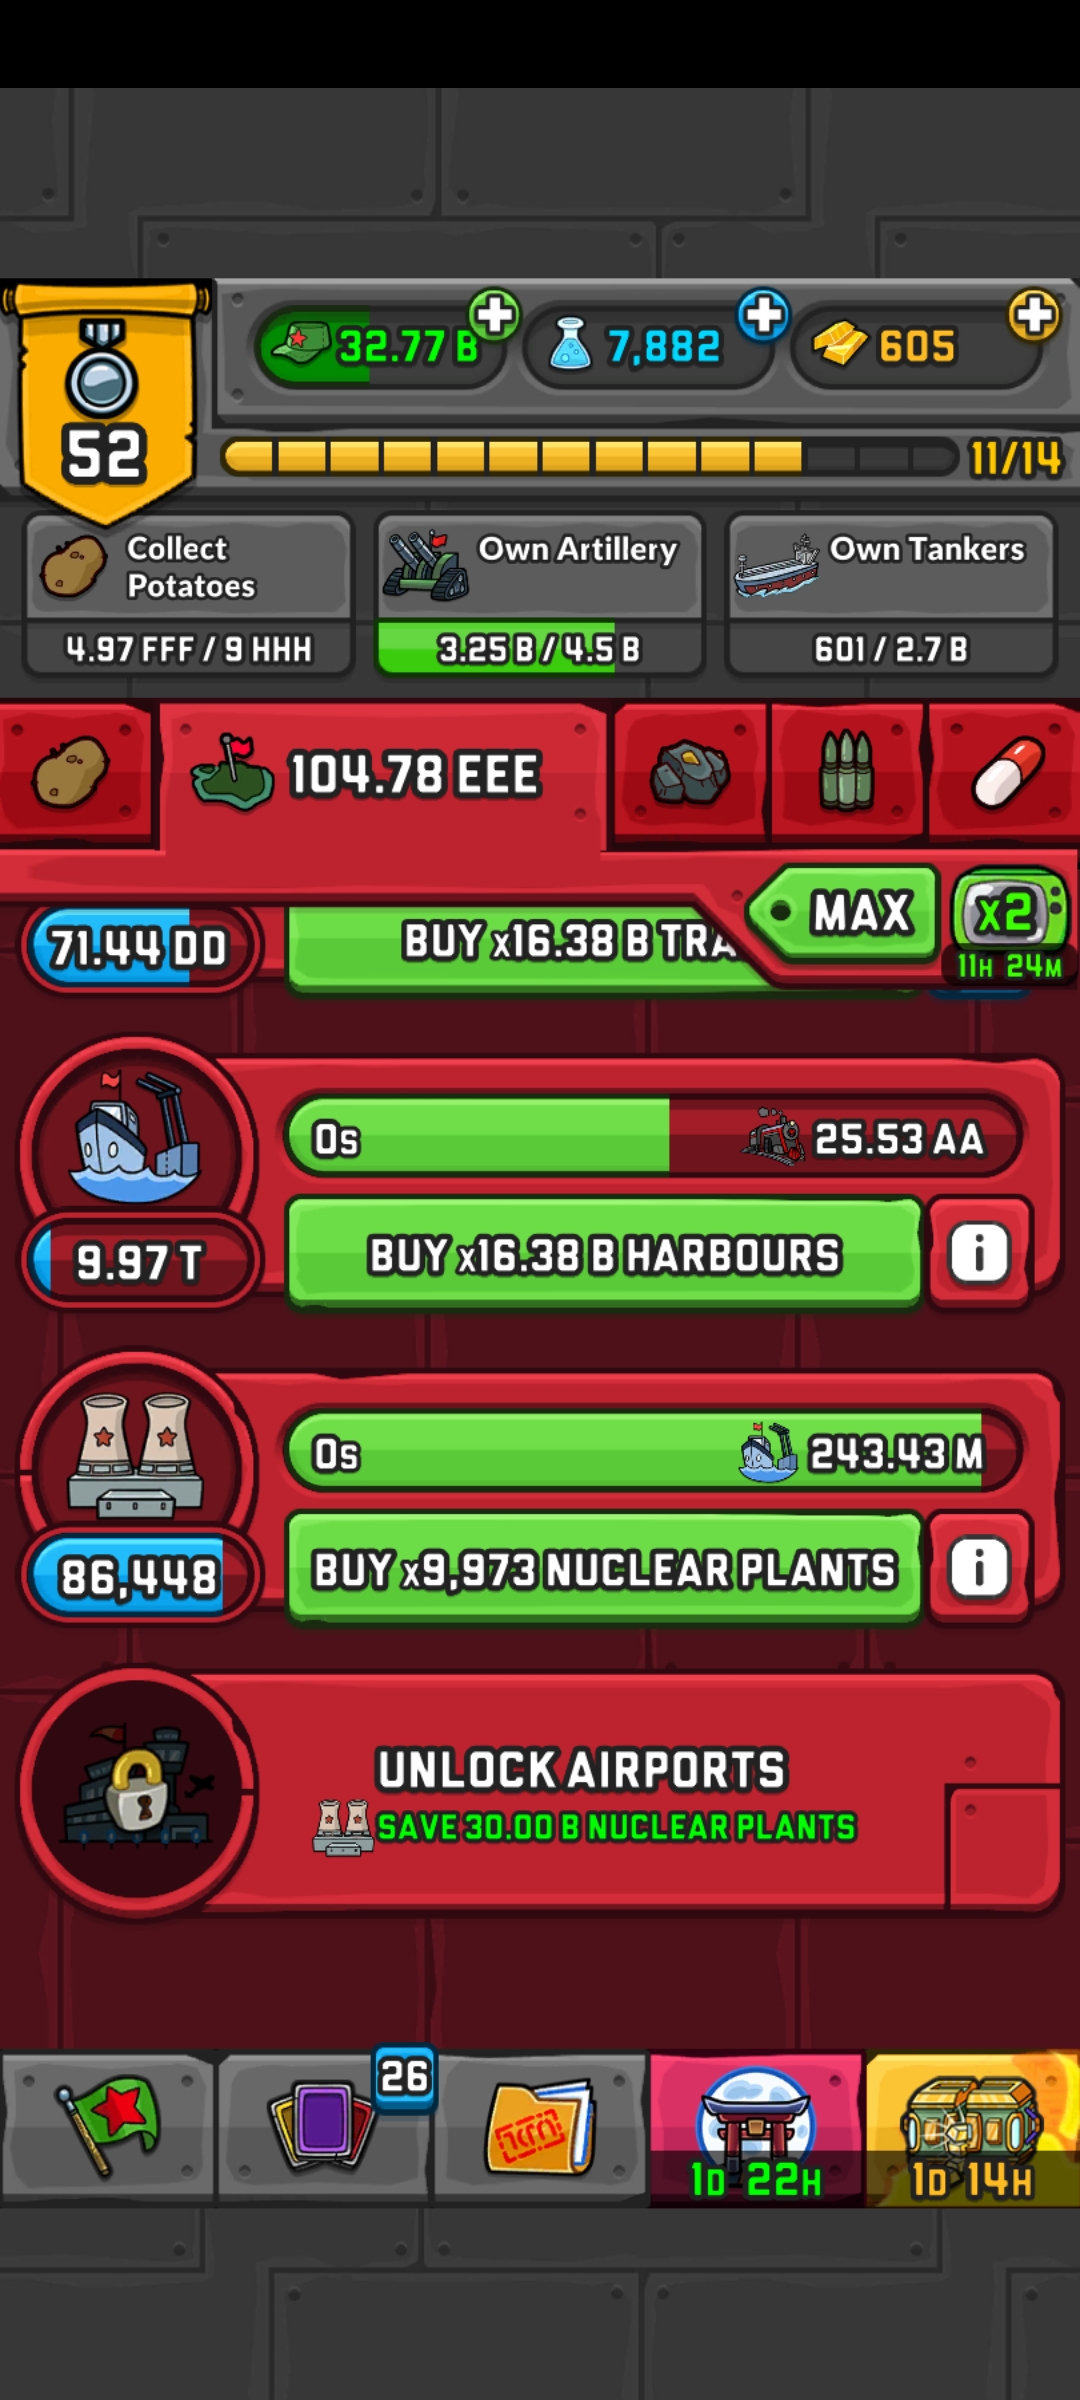 32.77 B
7,882
605
52
11/14
Collect
Potatoes
4.97 FFF / 9 HHH
Own Artillery
3.25 B / 4.5 B
Own Tankers
601 / 2.7 B
104.78 EEE
MAX
x2
11H 24M
71.44 DD
BUY x16.38 B TRA
0s
25.53 AA
9.97 T
BUY x16.38 B HARBOURS
i
0s
243.43 M
86,448
BUY x9,973 NUCLEAR PLANTS
i
UNLOCK AIRPORTS
SAVE 30.00 B NUCLEAR PLANTS
26
1D 22H
1D 14H